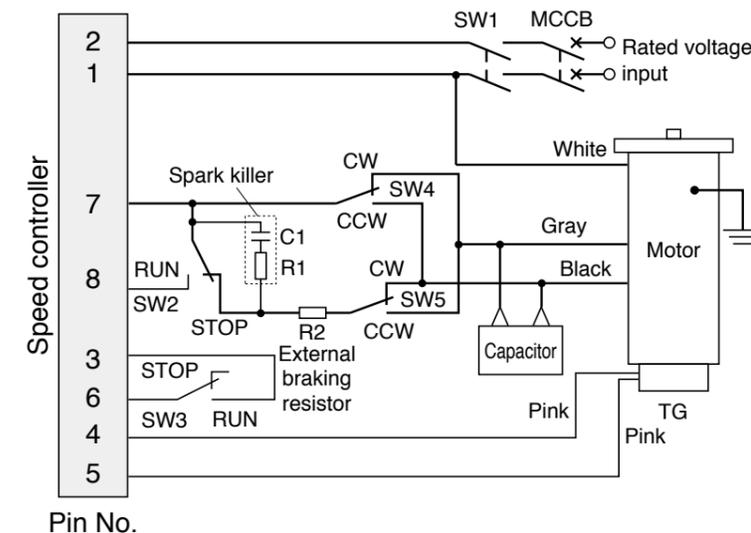 SW1
MCCB
2
Rated voltage
1
input
White
CW
Spark killer
SW4
7
CCW
Gray
C1
Motor
R1
CW
Black
8
RUN
SW5
SW2
STOP
R2
CCW
Speed controller
3
External
STOP
braking
Capacitor
6
resistor
SW3
RUN
Pink
TG
4
Pink
5
Pin No.